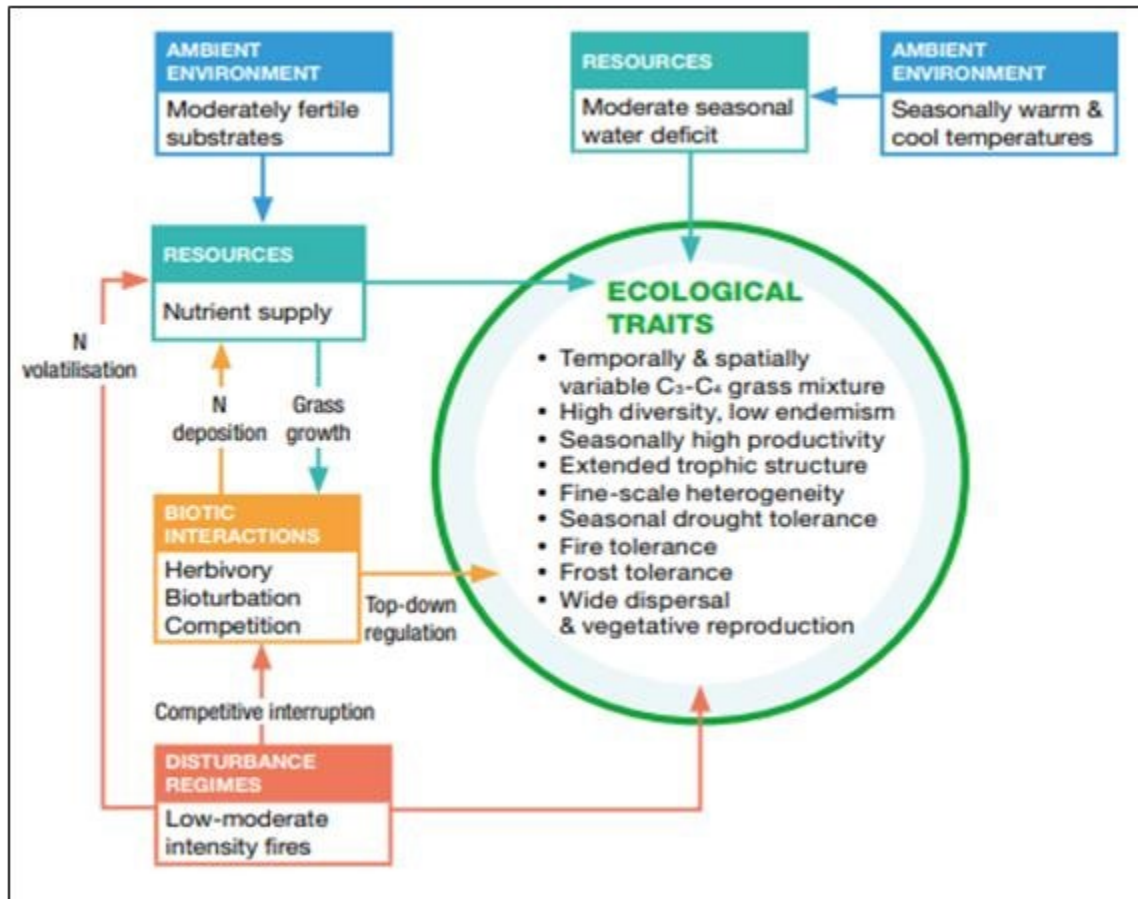 AMBIENT
ENVIRONMENT
Moderately fertile
substrates
RESOURCES
Moderate seasonal
water deficit
AMBIENT
ENVIRONMENT
Seasonally warm &
cool temperatures
RESOURCES
Nutrient supply
N
volatilisation
N
deposition
Grass
growth
BIOTIC
INTERACTIONS
Herbivory
Bioturbation
Competition
Top-down
regulation
Competitive interruption
DISTURBANCE
REGIMES
Low-moderate
intensity fires
ECOLOGICAL
TRAITS
• Temporally & spatially
variable C₃-C₄ grass mixture
• High diversity, low endemism
• Seasonally high productivity
• Extended trophic structure
• Fine-scale heterogeneity
• Seasonal drought tolerance
• Fire tolerance
• Frost tolerance
• Wide dispersal
& vegetative reproduction